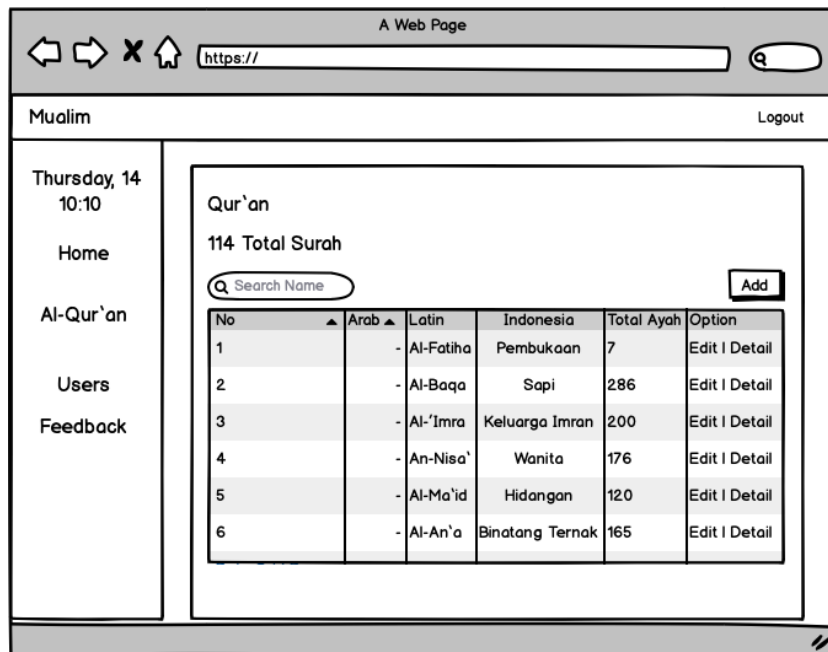 A Web Page
https://
Mualim
Logout
Thursday, 14
10:10
Home
Al-Qur`an
Users
Feedback
Qur`an
114 Total Surah
Search Name
Add
No Arab Latin Indonesia Total Ayah Option
1 - Al-Fatiha Pembukaan 7 Edit | Detail
2 - Al-Baqa Sapi 286 Edit | Detail
3 - Al-'Imra Keluarga Imran 200 Edit | Detail
4 - An-Nisa` Wanita 176 Edit | Detail
5 - Al-Ma`id Hidangan 120 Edit | Detail
6 - Al-An`a Binatang Ternak 165 Edit | Detail